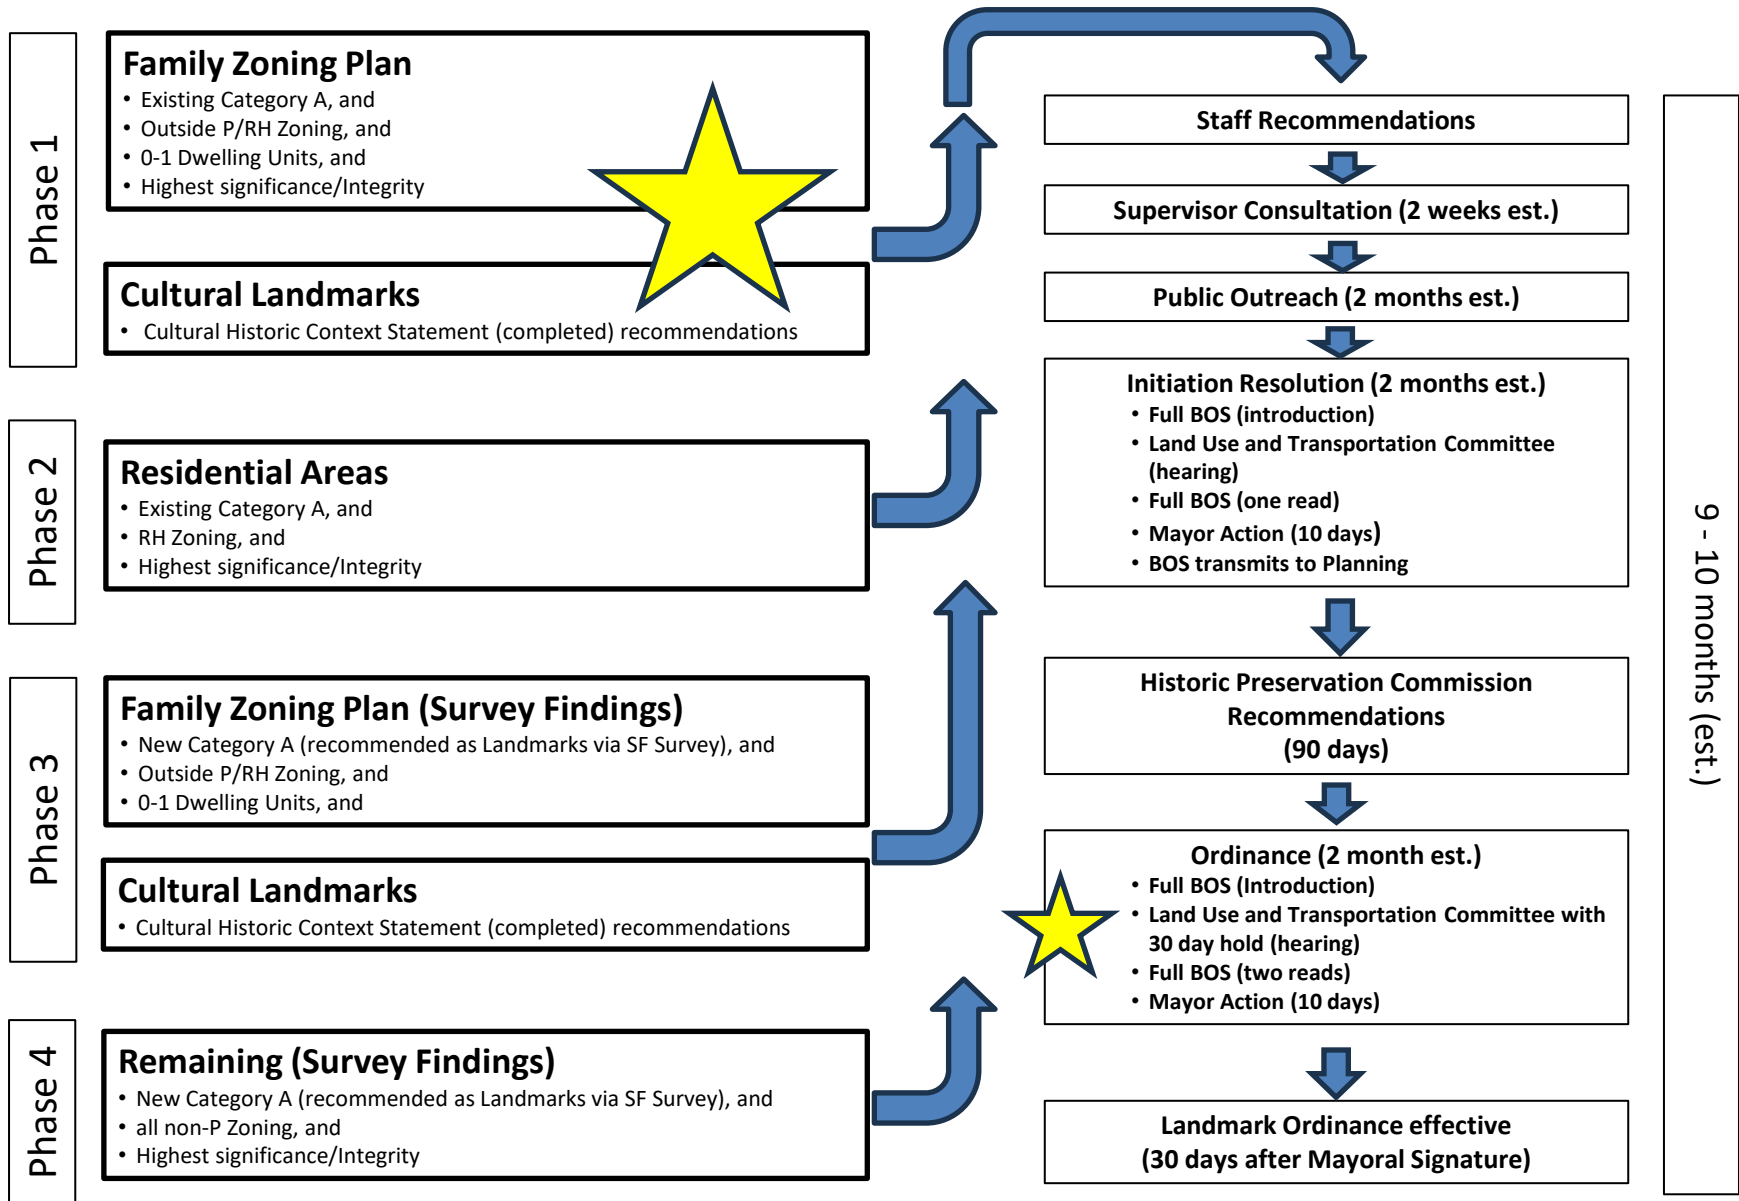 Phase 1
Family Zoning Plan
• Existing Category A, and
• Outside P/RH Zoning, and
• 0-1 Dwelling Units, and
• Highest significance/Integrity
Cultural Landmarks
• Cultural Historic Context Statement (completed) recommendations
Phase 2
Residential Areas
• Existing Category A, and
• RH Zoning, and
• Highest significance/Integrity
Phase 3
Family Zoning Plan (Survey Findings)
• New Category A (recommended as Landmarks via SF Survey), and
• Outside P/RH Zoning, and
• 0-1 Dwelling Units, and
Cultural Landmarks
• Cultural Historic Context Statement (completed) recommendations
Phase 4
Remaining (Survey Findings)
• New Category A (recommended as Landmarks via SF Survey), and
• all non-P Zoning, and
• Highest significance/Integrity
Staff Recommendations
Supervisor Consultation (2 weeks est.)
Public Outreach (2 months est.)
Initiation Resolution (2 months est.)
• Full BOS (introduction)
• Land Use and Transportation Committee
(hearing)
• Full BOS (one read)
• Mayor Action (10 days)
• BOS transmits to Planning
Historic Preservation Commission
Recommendations
(90 days)
Ordinance (2 month est.)
• Full BOS (Introduction)
• Land Use and Transportation Committee with
30 day hold (hearing)
• Full BOS (two reads)
• Mayor Action (10 days)
Landmark Ordinance effective
(30 days after Mayoral Signature)
9 - 10 months (est.)